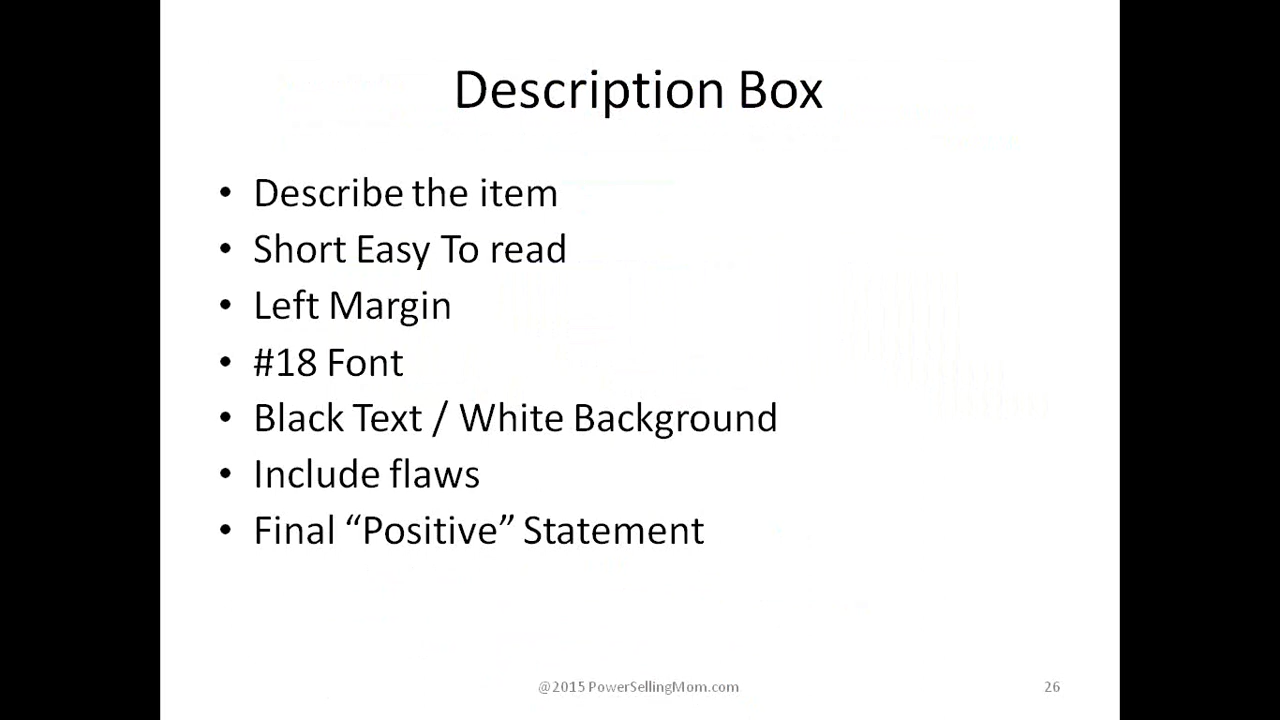 Description Box
• Describe the item
• Short Easy To read
• Left Margin
• #18 Font
• Black Text / White Background
• Include flaws
• Final “Positive” Statement
@2015 PowerSellingMom.com
26